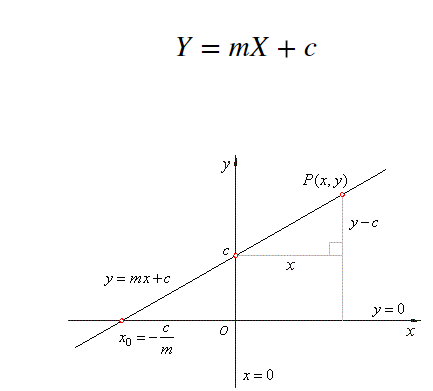 Y = mX + c
y
P(x, y)
y – c
c
x
y = mx + c
y = 0
x₀ = –c/m
O
x
x = 0